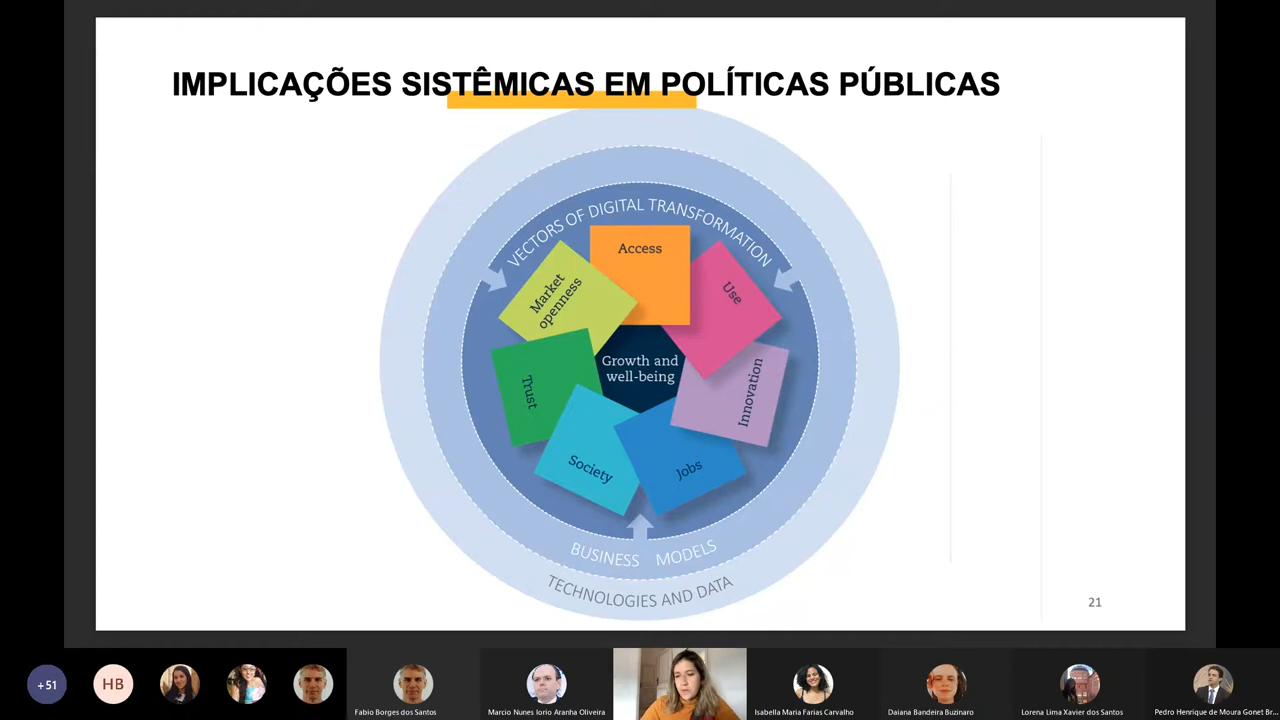 IMPLICAÇÕES SISTÊMICAS EM POLÍTICAS PÚBLICAS
VECTORS OF DIGITAL TRANSFORMATION
Access
Use
Innovation
Jobs
Society
Trust
Market
openness
Growth and
well-being
BUSINESS MODELS
TECHNOLOGIES AND DATA
21
+51
HB
Fabio Borges dos Santos
Marcio Nunes Iorio Aranha Oliveira
Isabella Maria Farias Carvalho
Daiana Bandeira Buzinaro
Lorena Lima Xavier dos Santos
Pedro Henrique de Moura Gonet Br...